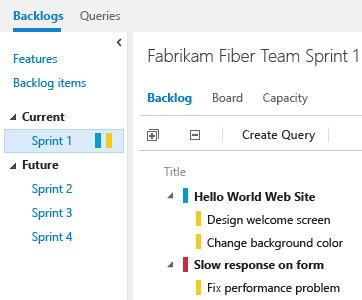 Backlogs Queries
Features
Backlog items
Current
Sprint 1
Future
Sprint 2
Sprint 3
Sprint 4
Fabrikam Fiber Team Sprint 1
Backlog Board Capacity
Create Query
Title
Hello World Web Site
Design welcome screen
Change background color
Slow response on form
Fix performance problem